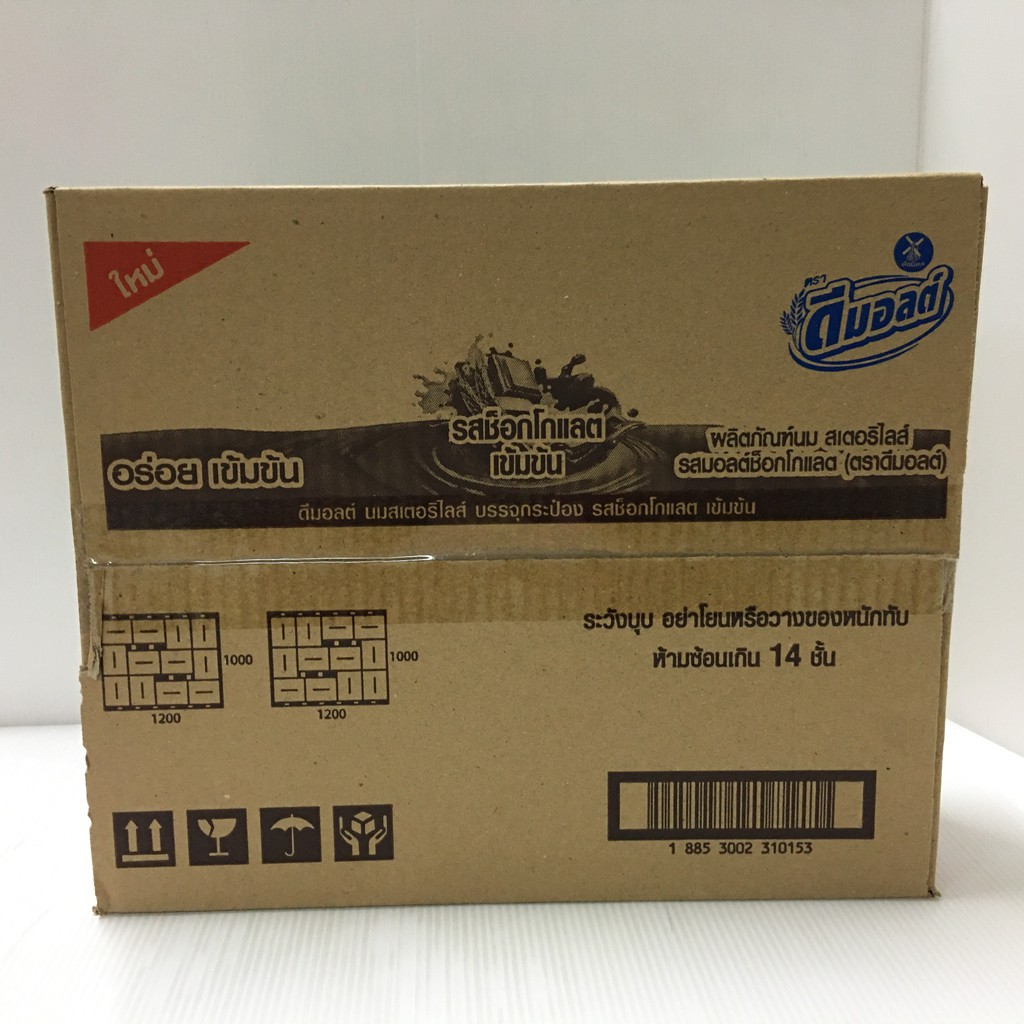 ใหม่
ตรา
ดีมอลต์
รสช็อกโกแลต
เข้มข้น
อร่อย เข้มข้น
ผลิตภัณฑ์นม สเตอริไลส์
รสมอลต์ช็อกโกแลต (ตราดีมอลต์)
ดีมอลต์ นมสเตอริไลส์ บรรจุกระป๋อง รสช็อกโกแลต เข้มข้น
ระวังบุบ อย่าโยนหรือวางของหนักทับ
ห้ามซ้อนเกิน 14 ชั้น
1000
1200
1000
1200
1 885 3002 310153